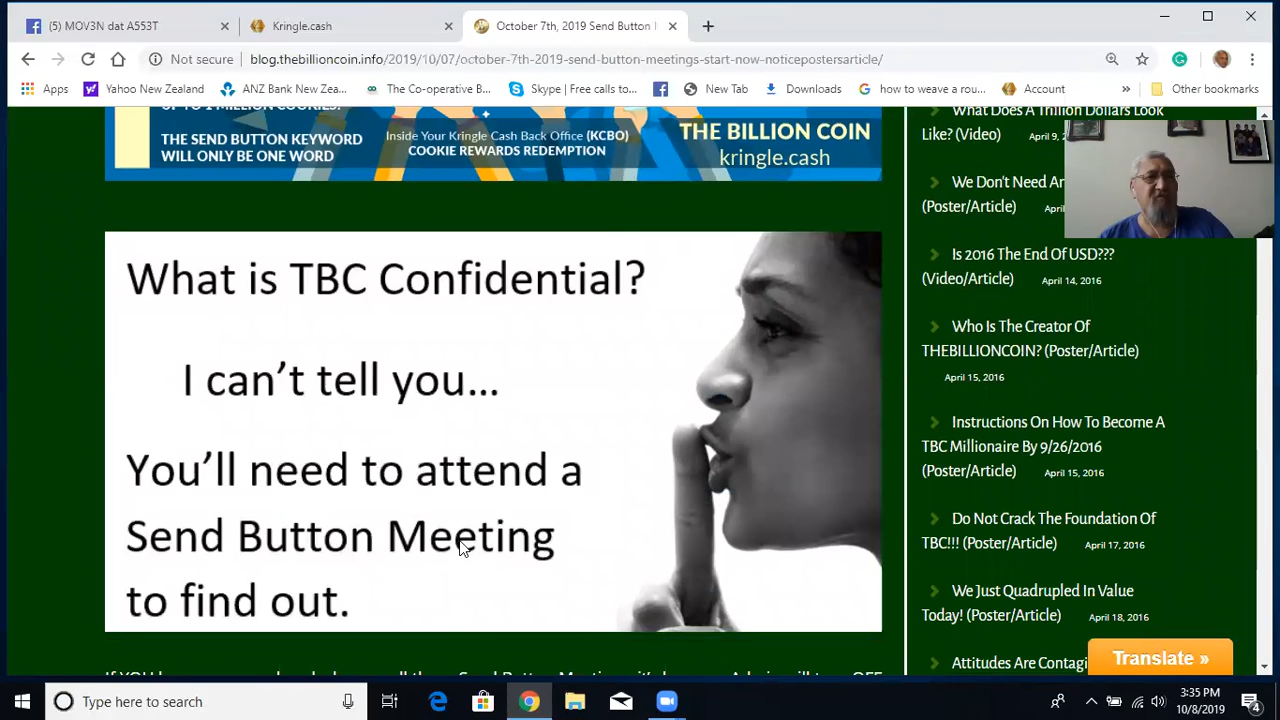 (5) MOV3N dat A553T
Kringle.cash
October 7th, 2019 Send Button
Not secure
blog.thebillioncoin.info/2019/10/07/october-7th-2019-send-button-meetings-start-now-noticepostersarticle/
Apps
Yahoo New Zealand
ANZ Bank New Zea...
The Co-operative B...
Skype | Free calls to...
New Tab
Downloads
how to weave a rou...
Account
»
Other bookmarks
UP TO 1 MILLION COOKIES!
THE SEND BUTTON KEYWORD
WILL ONLY BE ONE WORD
Inside Your Kringle Cash Back Office (KCBO)
COOKIE REWARDS REDEMPTION
THE BILLION COIN
kringle.cash
What is TBC Confidential?
I can't tell you...
You'll need to attend a
Send Button Meeting
to find out.
What Does A Trillion Dollars Look
Like? (Video) April 9,
We Don't Need
(Poster/Article)
Is 2016 The End Of USD???
(Video/Article) April 14, 2016
Who Is The Creator Of
THEBILLIONCOIN? (Poster/Article)
April 15, 2016
Instructions On How To Become A
TBC Millionaire By 9/26/2016
(Poster/Article) April 15, 2016
Do Not Crack The Foundation Of
TBC!!! (Poster/Article) April 17, 2016
We Just Quadrupled In Value
Today! (Poster/Article) April 18, 2016
Attitudes Are
Translate »
Type here to search
3:35 PM
10/8/2019
4